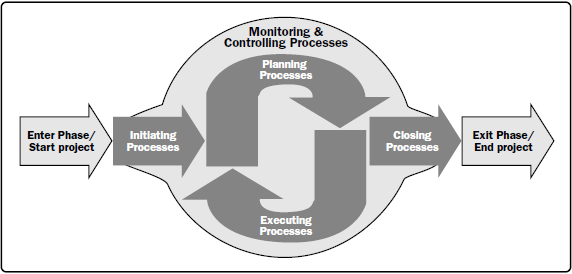 Monitoring &
Controlling Processes
Planning
Processes
Enter Phase/
Start project
Initiating
Processes
Closing
Processes
Exit Phase/
End project
Executing
Processes